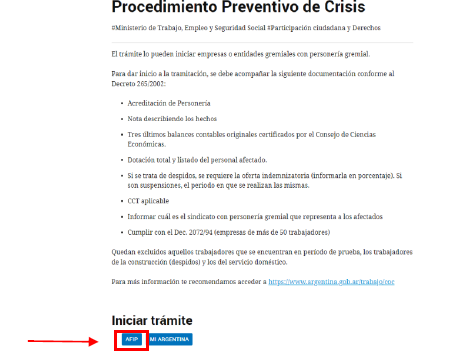 Procedimiento Preventivo de Crisis
#Ministerio de Trabajo, Empleo y Seguridad Social #Participación ciudadana y Derechos
El trámite lo pueden iniciar empresas o entidades gremiales con personería gremial.
Para dar inicio a la tramitación, se debe acompañar la siguiente documentación conforme al
Decreto 265/2002:
• Acreditación de Personería
• Nota describiendo los hechos
• Tres últimos balances contables originales certificados por el Consejo de Ciencias
Económicas.
• Dotación total y listado del personal afectado.
• Si se trata de despidos, se requiere la oferta indemnizatoria (informarla en porcentaje). Si
son suspensiones, el periodo en que se realizan las mismas.
• CCT aplicable
• Informar cuál es el sindicato con personería gremial que representa a los afectados
• Cumplir con el Dec. 2072/94 (empresas de más de 50 trabajadores)
Quedan excluidos aquellos trabajadores que se encuentran en período de prueba, los trabajadores
de la construcción (despidos) y los del servicio doméstico.
Para más información te recomendamos acceder a https://www.argentina.gob.ar/trabajo/cpr
Iniciar trámite
AFIP MI ARGENTINA